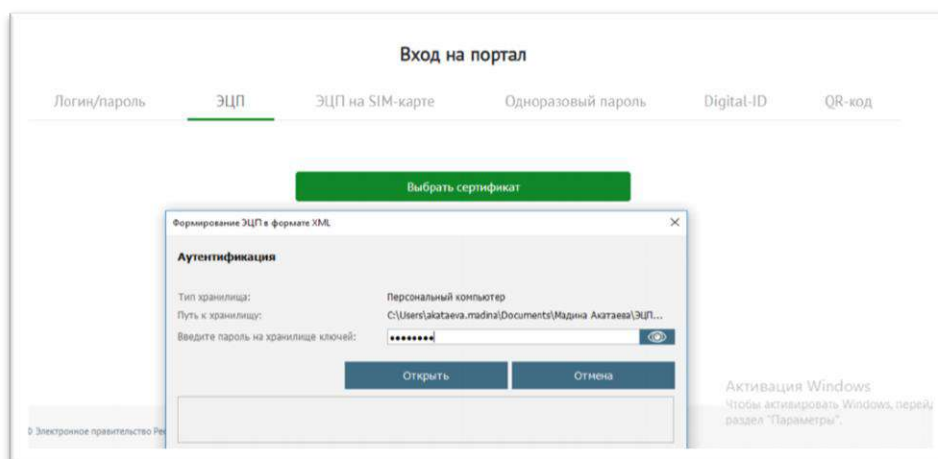 Вход на портал
Логин/пароль ЭЦП ЭЦП на SIM-карте Одноразовый пароль Digital-ID QR-код
Выбрать сертификат
Формирование ЭЦП в формате XML
Аутентификация
Тип хранилища: Персональный компьютер
Путь к хранилищу: C:\Users\akataeva.madina\Documents\Мадина Акатаева\ЭЦП...
Введите пароль на хранилище ключей: ••••••••
Открыть Отмена
Активация Windows
Чтобы активировать Windows, перейд
раздел "Параметры".
© Электронное правительство Ре